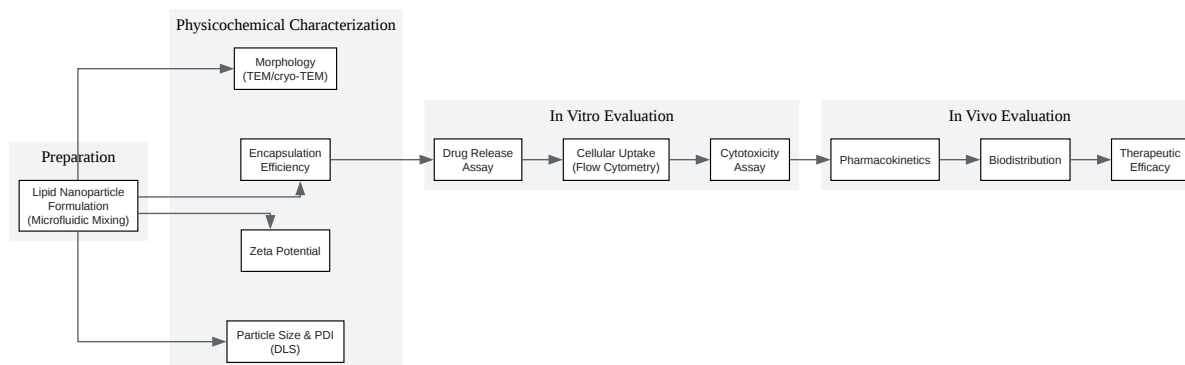 Physicochemical Characterization
Morphology
(TEM/cryo-TEM)
In Vitro Evaluation
In Vivo Evaluation
Preparation
Encapsulation
Efficiency
Drug Release
Assay
Cellular Uptake
(Flow Cytometry)
Cytotoxicity
Assay
Pharmacokinetics
Biodistribution
Therapeutic
Efficacy
Lipid Nanoparticle
Formulation
(Microfluidic Mixing)
Zeta Potential
Particle Size & PDI
(DLS)